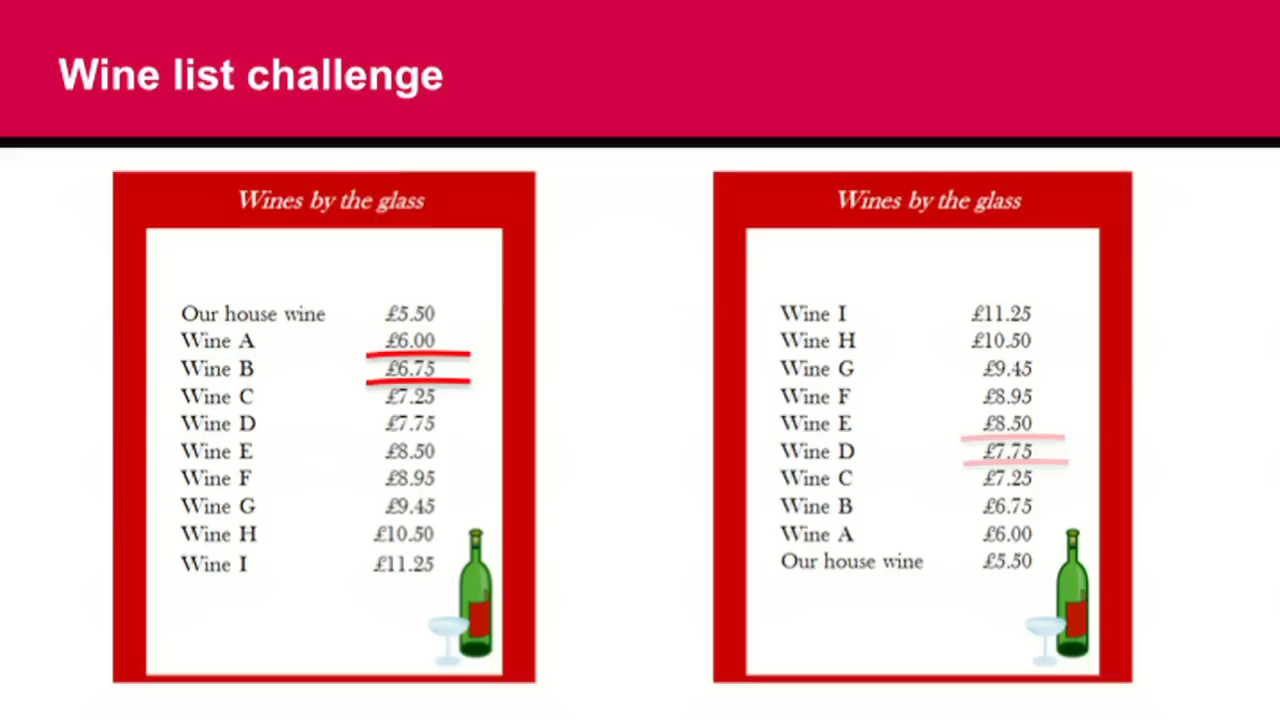 Wine list challenge
Wines by the glass
Our house wine £5.50
Wine A £6.00
Wine B £6.75
Wine C £7.25
Wine D £7.75
Wine E £8.50
Wine F £8.95
Wine G £9.45
Wine H £10.50
Wine I £11.25
Wines by the glass
Wine I £11.25
Wine H £10.50
Wine G £9.45
Wine F £8.95
Wine E £8.50
Wine D £7.75
Wine C £7.25
Wine B £6.75
Wine A £6.00
Our house wine £5.50